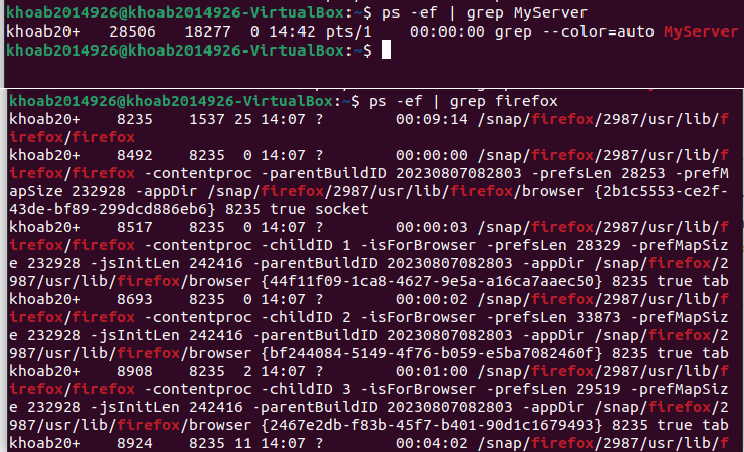 khoab2014926@khoab2014926-VirtualBox:~$ ps -ef | grep MyServer
khoab20+   28506   18277  0 14:42 pts/1    00:00:00 grep --color=auto MyServer
khoab2014926@khoab2014926-VirtualBox:~$
khoab2014926@khoab2014926-VirtualBox:~$ ps -ef | grep firefox
khoab20+    8235    1537 25 14:07 ?        00:09:14 /snap/firefox/2987/usr/lib/f
irefox/firefox
khoab20+    8492    8235  0 14:07 ?        00:00:00 /snap/firefox/2987/usr/lib/f
irefox/firefox -contentproc -parentBuildID 20230807082803 -prefsLen 28253 -prefM
apSize 232928 -appDir /snap/firefox/2987/usr/lib/firefox/browser {2b1c5553-ce2f-
43de-bf89-299dcd886eb6} 8235 true socket
khoab20+    8517    8235  0 14:07 ?        00:00:03 /snap/firefox/2987/usr/lib/f
irefox/firefox -contentproc -childID 1 -isForBrowser -prefsLen 28329 -prefMapSiz
e 232928 -jsInitLen 242416 -parentBuildID 20230807082803 -appDir /snap/firefox/2
987/usr/lib/firefox/browser {44f11f09-1ca8-4627-9e5a-a16ca7aaec50} 8235 true tab
khoab20+    8693    8235  0 14:07 ?        00:00:02 /snap/firefox/2987/usr/lib/f
irefox/firefox -contentproc -childID 2 -isForBrowser -prefsLen 33873 -prefMapSiz
e 232928 -jsInitLen 242416 -parentBuildID 20230807082803 -appDir /snap/firefox/2
987/usr/lib/firefox/browser {bf244084-5149-4f76-b059-e5ba7082460f} 8235 true tab
khoab20+    8908    8235  2 14:07 ?        00:01:00 /snap/firefox/2987/usr/lib/f
irefox/firefox -contentproc -childID 3 -isForBrowser -prefsLen 29519 -prefMapSiz
e 232928 -jsInitLen 242416 -parentBuildID 20230807082803 -appDir /snap/firefox/2
987/usr/lib/firefox/browser {2467e2db-f83b-45f7-b401-90d1c1679493} 8235 true tab
khoab20+    8924    8235 11 14:07 ?        00:04:02 /snap/firefox/2987/usr/lib/f